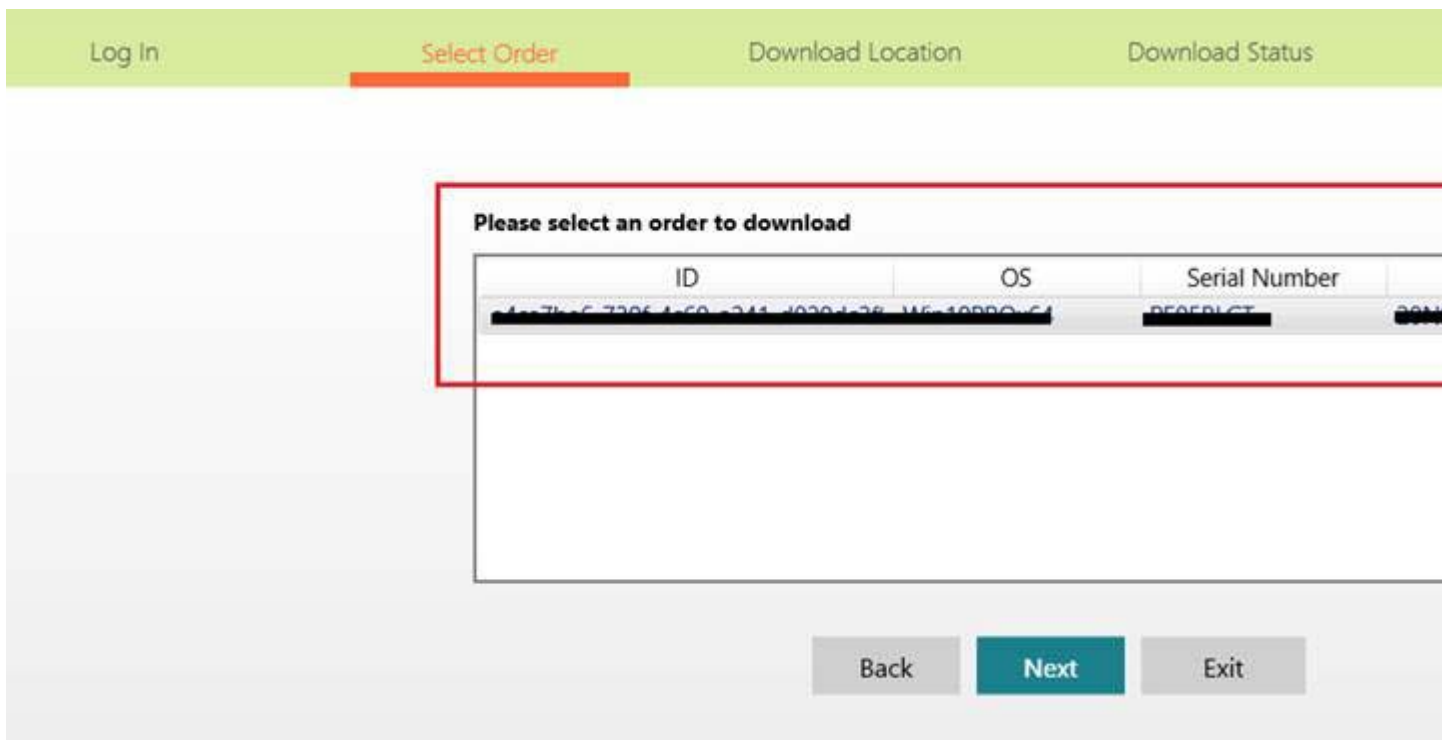 Log In Select Order Download Location Download Status
Please select an order to download
ID OS Serial Number
Back Next Exit